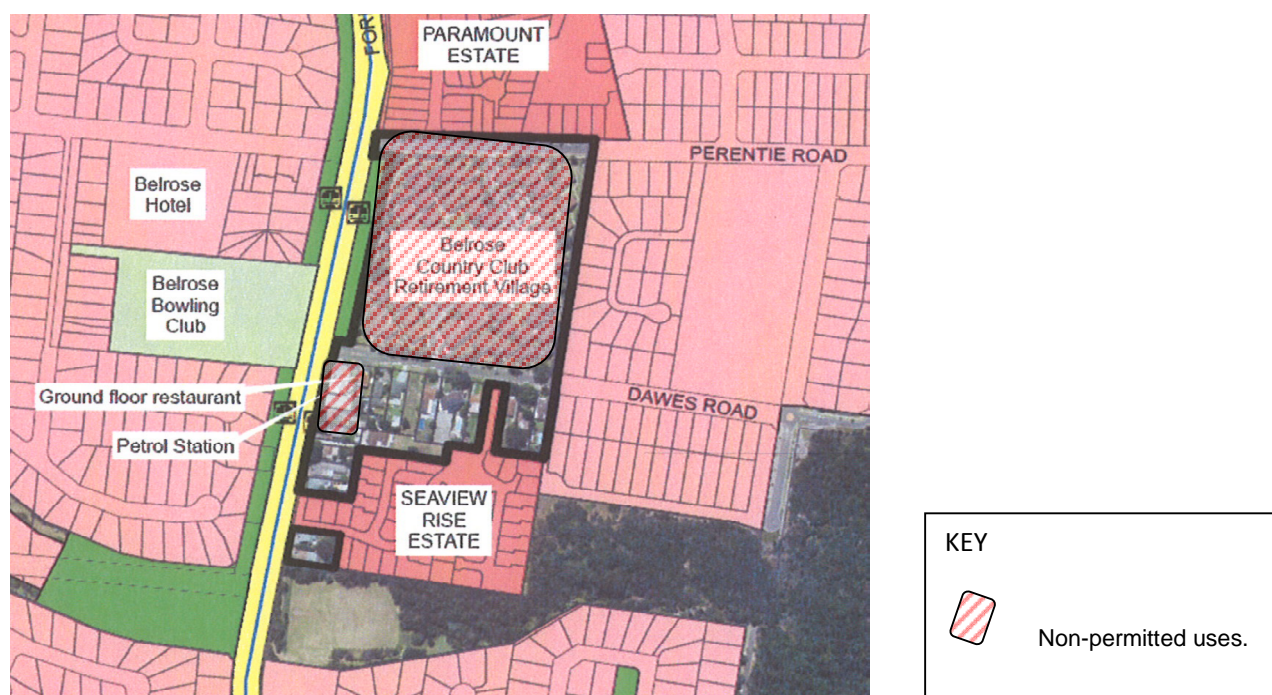 FOR
PARAMOUNT
ESTATE
PERENTIE ROAD
Belrose
Hotel
Belrose
Country Club
Retirement Village
Belrose
Bowling
Club
Ground floor restaurant
DAWES ROAD
Petrol Station
SEAVIEW
RISE
ESTATE
KEY
Non-permitted uses.